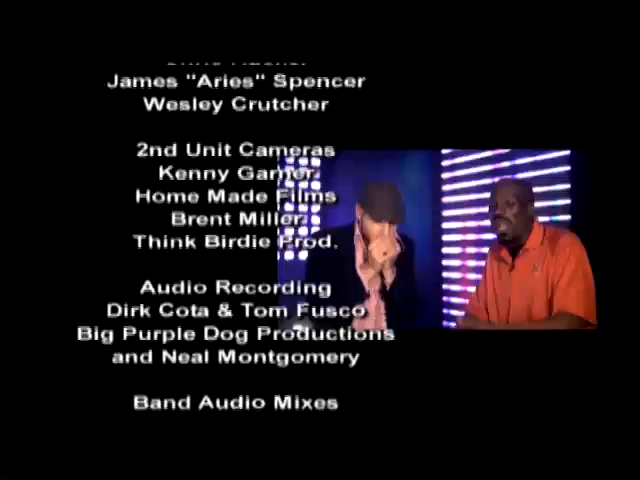 James "Aries" Spencer
Wesley Crutcher
2nd Unit Cameras
Kenny Garner
Home Made Films
Brent Miller
Think Birdie Prod.
Audio Recording
Dirk Cota & Tom Fusco
Big Purple Dog Productions
and Neal Montgomery
Band Audio Mixes